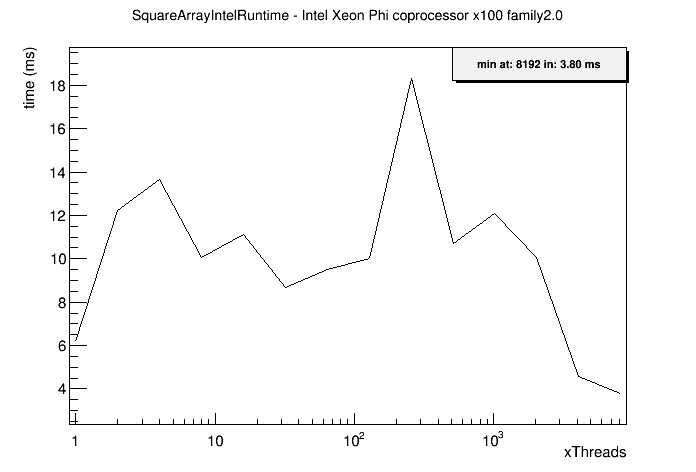 SquareArrayIntelRuntime - Intel Xeon Phi coprocessor x100 family2.0
time (ms)
min at: 8192 in: 3.80 ms
18
16
14
12
10
8
6
4
1 10 10² 10³
xThreads